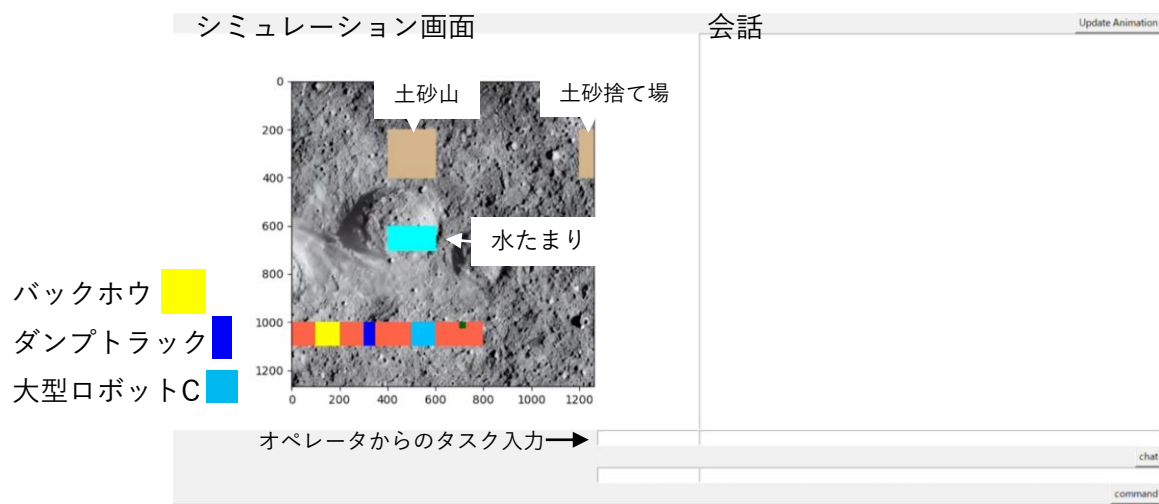 シミュレーション画面
会話
Update Animation
土砂山
土砂捨て場
0
200
400
600
800
1000
1200
水たまり
バックホウ
ダンプトラック
大型ロボットC
0 200 400 600 800 1000 1200
オペレータからのタスク入力
chat
command